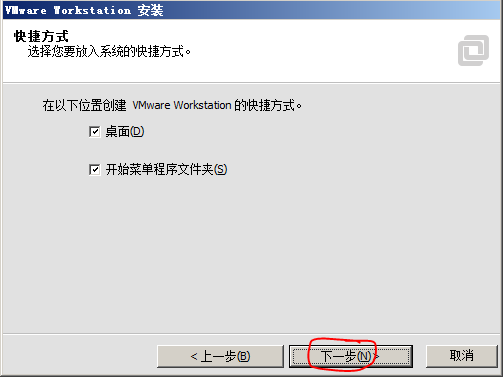 VMware Workstation 安装
快捷方式
选择您要放入系统的快捷方式。
在以下位置创建 VMware Workstation 的快捷方式。
桌面(D)
开始菜单程序文件夹(S)
< 上一步(B)
下一步(N) >
取消